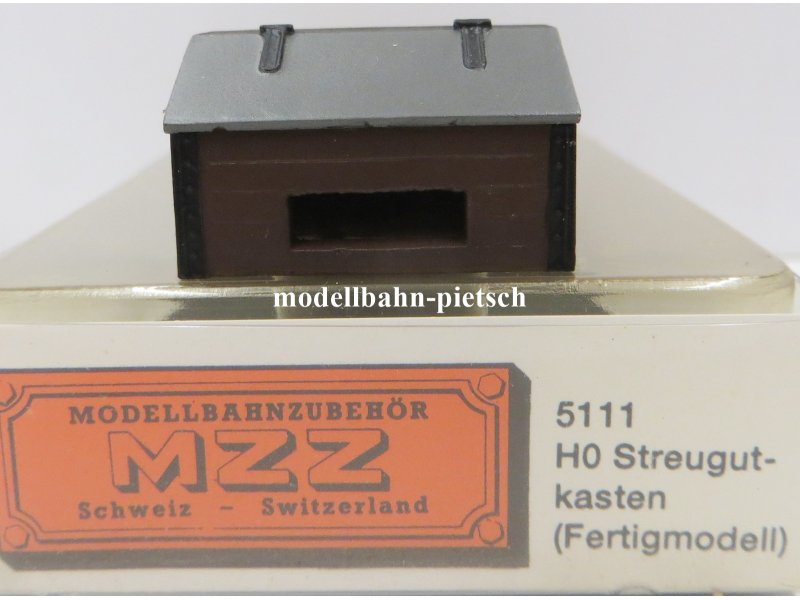 modellbahn-pietsch
MODELLBAHNZUBEHÖR
MZZ
Schweiz - Switzerland
5111
H0 Streugut-
kasten
(Fertigmodell)